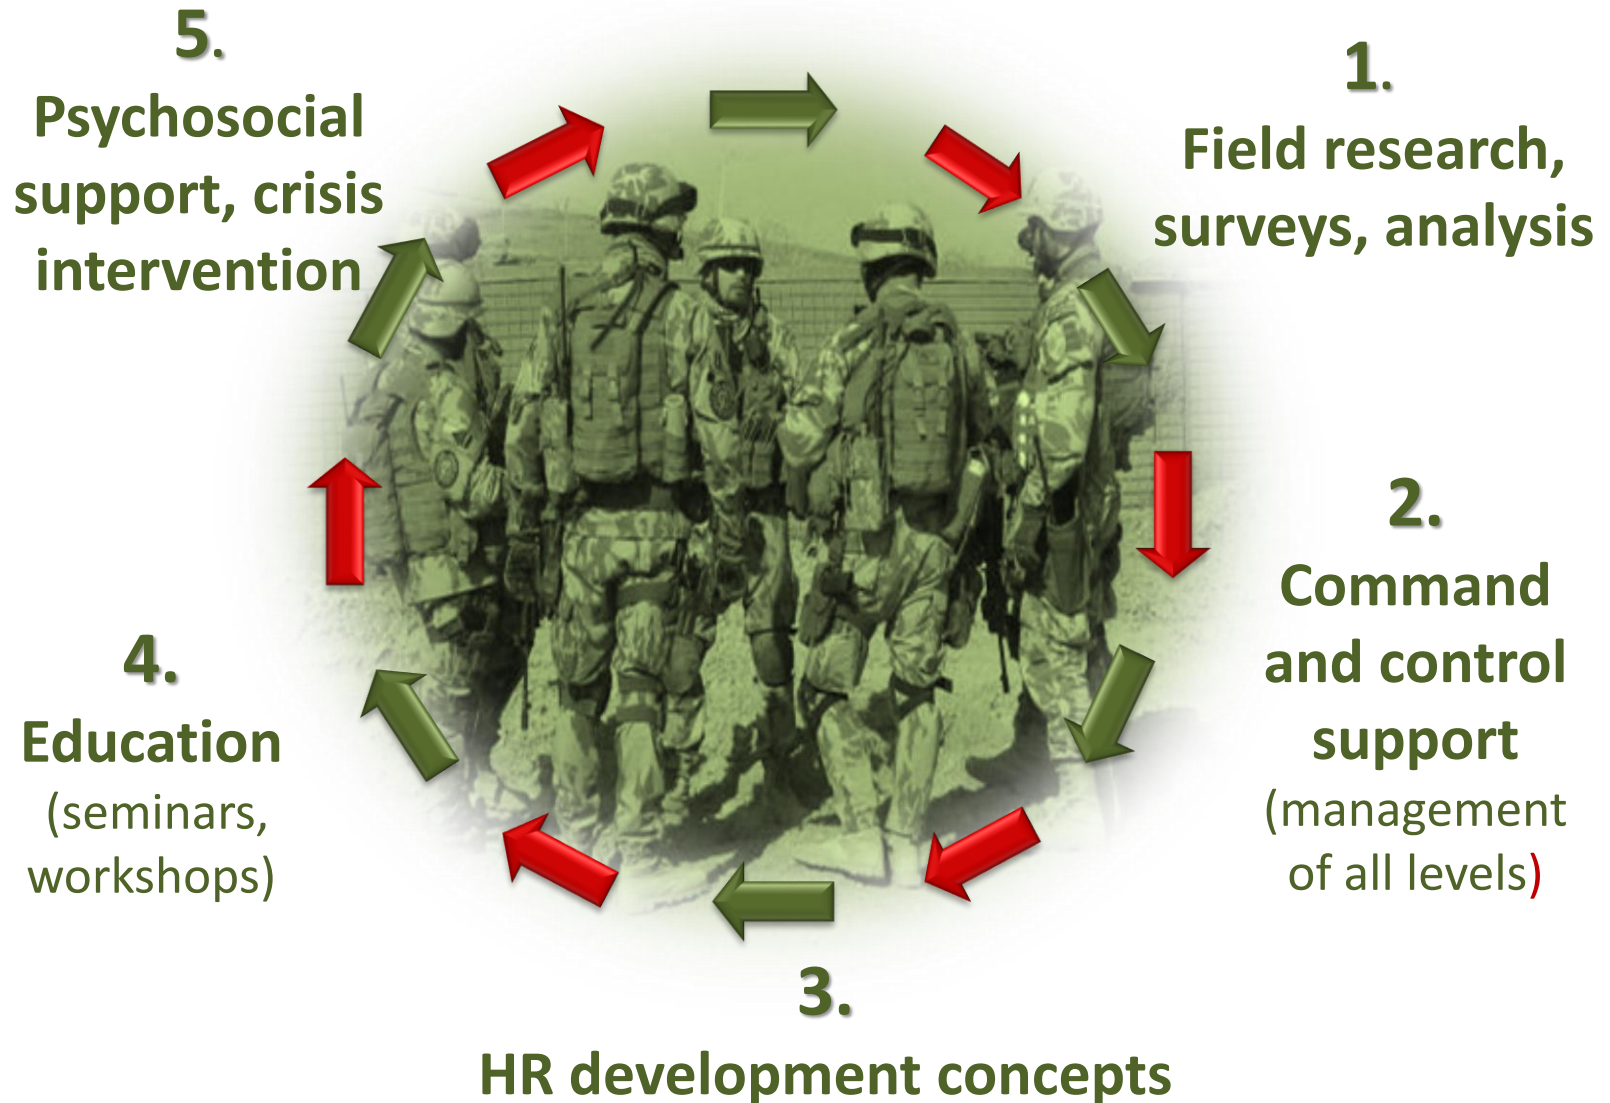 1.
Field research,
surveys, analysis
2.
Command
and control
support
(management
of all levels)
3.
HR development concepts
4.
Education
(seminars,
workshops)
5.
Psychosocial
support, crisis
intervention